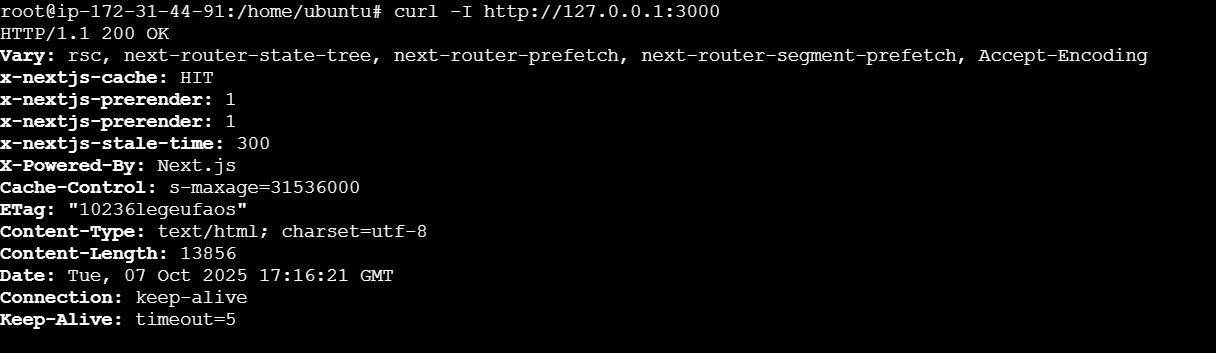 root@ip-172-31-44-91:/home/ubuntu# curl -I http://127.0.0.1:3000
HTTP/1.1 200 OK
Vary: rsc, next-router-state-tree, next-router-prefetch, next-router-segment-prefetch, Accept-Encoding
x-nextjs-cache: HIT
x-nextjs-prerender: 1
x-nextjs-prerender: 1
x-nextjs-stale-time: 300
X-Powered-By: Next.js
Cache-Control: s-maxage=31536000
ETag: "10236legeufaos"
Content-Type: text/html; charset=utf-8
Content-Length: 13856
Date: Tue, 07 Oct 2025 17:16:21 GMT
Connection: keep-alive
Keep-Alive: timeout=5